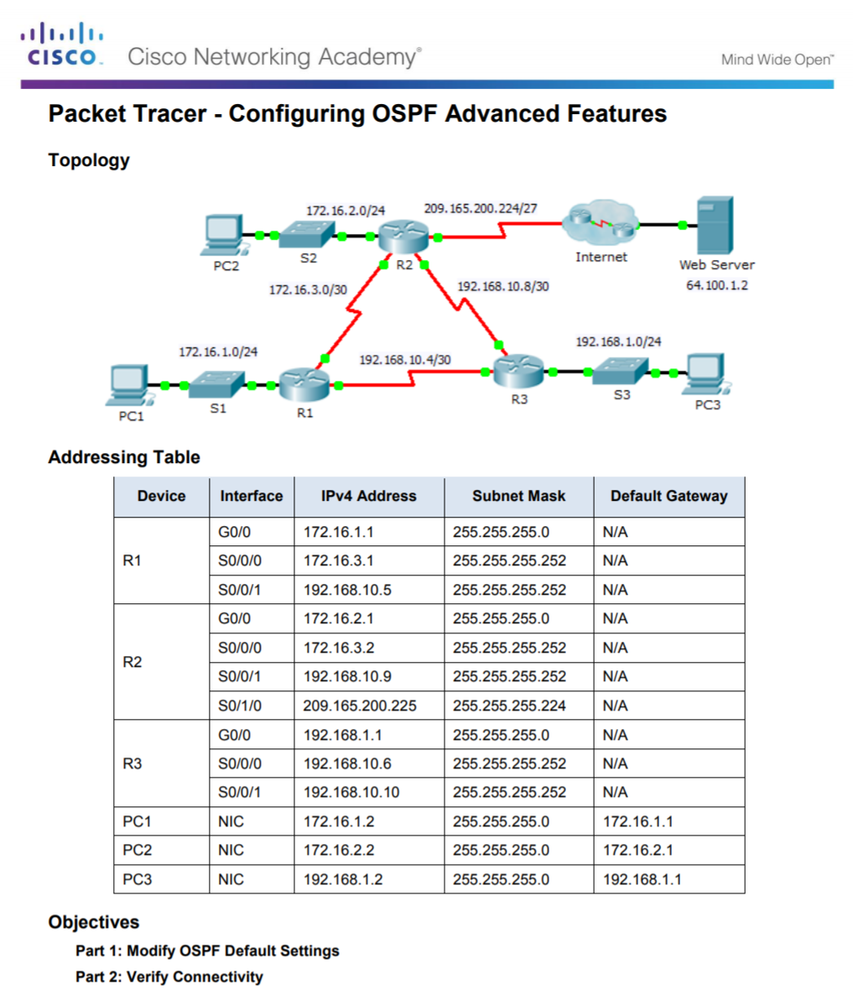 CISCO. Cisco Networking Academy® Mind Wide Open™
Packet Tracer - Configuring OSPF Advanced Features
Topology
172.16.2.0/24 209.165.200.224/27
PC2 S2 R2 Internet Web Server
64.100.1.2
172.16.3.0/30 192.168.10.8/30
172.16.1.0/24 192.168.10.4/30 192.168.1.0/24
PC1 S1 R1 R3 S3 PC3
Addressing Table
Device Interface IPv4 Address Subnet Mask Default Gateway
R1 G0/0 172.16.1.1 255.255.255.0 N/A
S0/0/0 172.16.3.1 255.255.255.252 N/A
S0/0/1 192.168.10.5 255.255.255.252 N/A
R2 G0/0 172.16.2.1 255.255.255.0 N/A
S0/0/0 172.16.3.2 255.255.255.252 N/A
S0/0/1 192.168.10.9 255.255.255.252 N/A
S0/1/0 209.165.200.225 255.255.255.224 N/A
R3 G0/0 192.168.1.1 255.255.255.0 N/A
S0/0/0 192.168.10.6 255.255.255.252 N/A
S0/0/1 192.168.10.10 255.255.255.252 N/A
PC1 NIC 172.16.1.2 255.255.255.0 172.16.1.1
PC2 NIC 172.16.2.2 255.255.255.0 172.16.2.1
PC3 NIC 192.168.1.2 255.255.255.0 192.168.1.1
Objectives
Part 1: Modify OSPF Default Settings
Part 2: Verify Connectivity